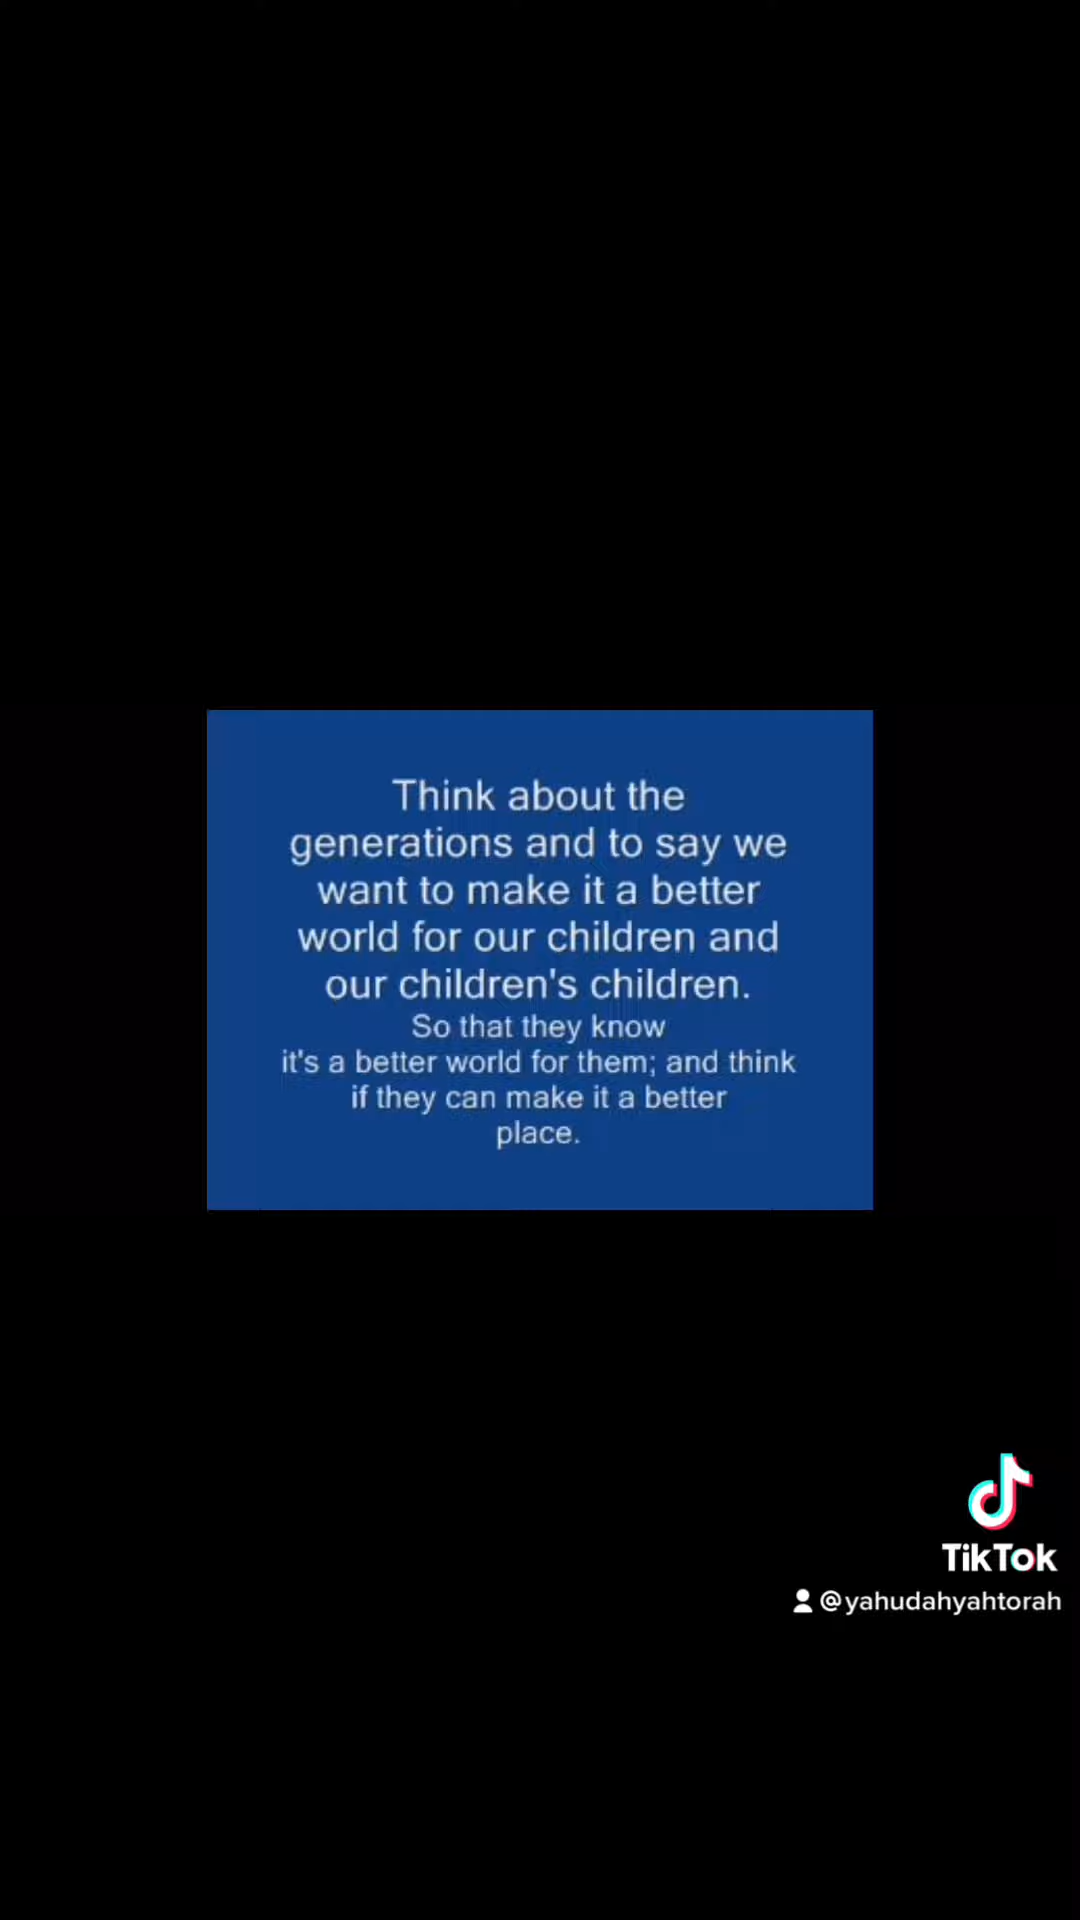 Think about the
generations and to say we
want to make it a better
world for our children and
our children's children.
So that they know
it's a better world for them; and think
if they can make it a better
place.
TikTok
@yahudahyahtorah